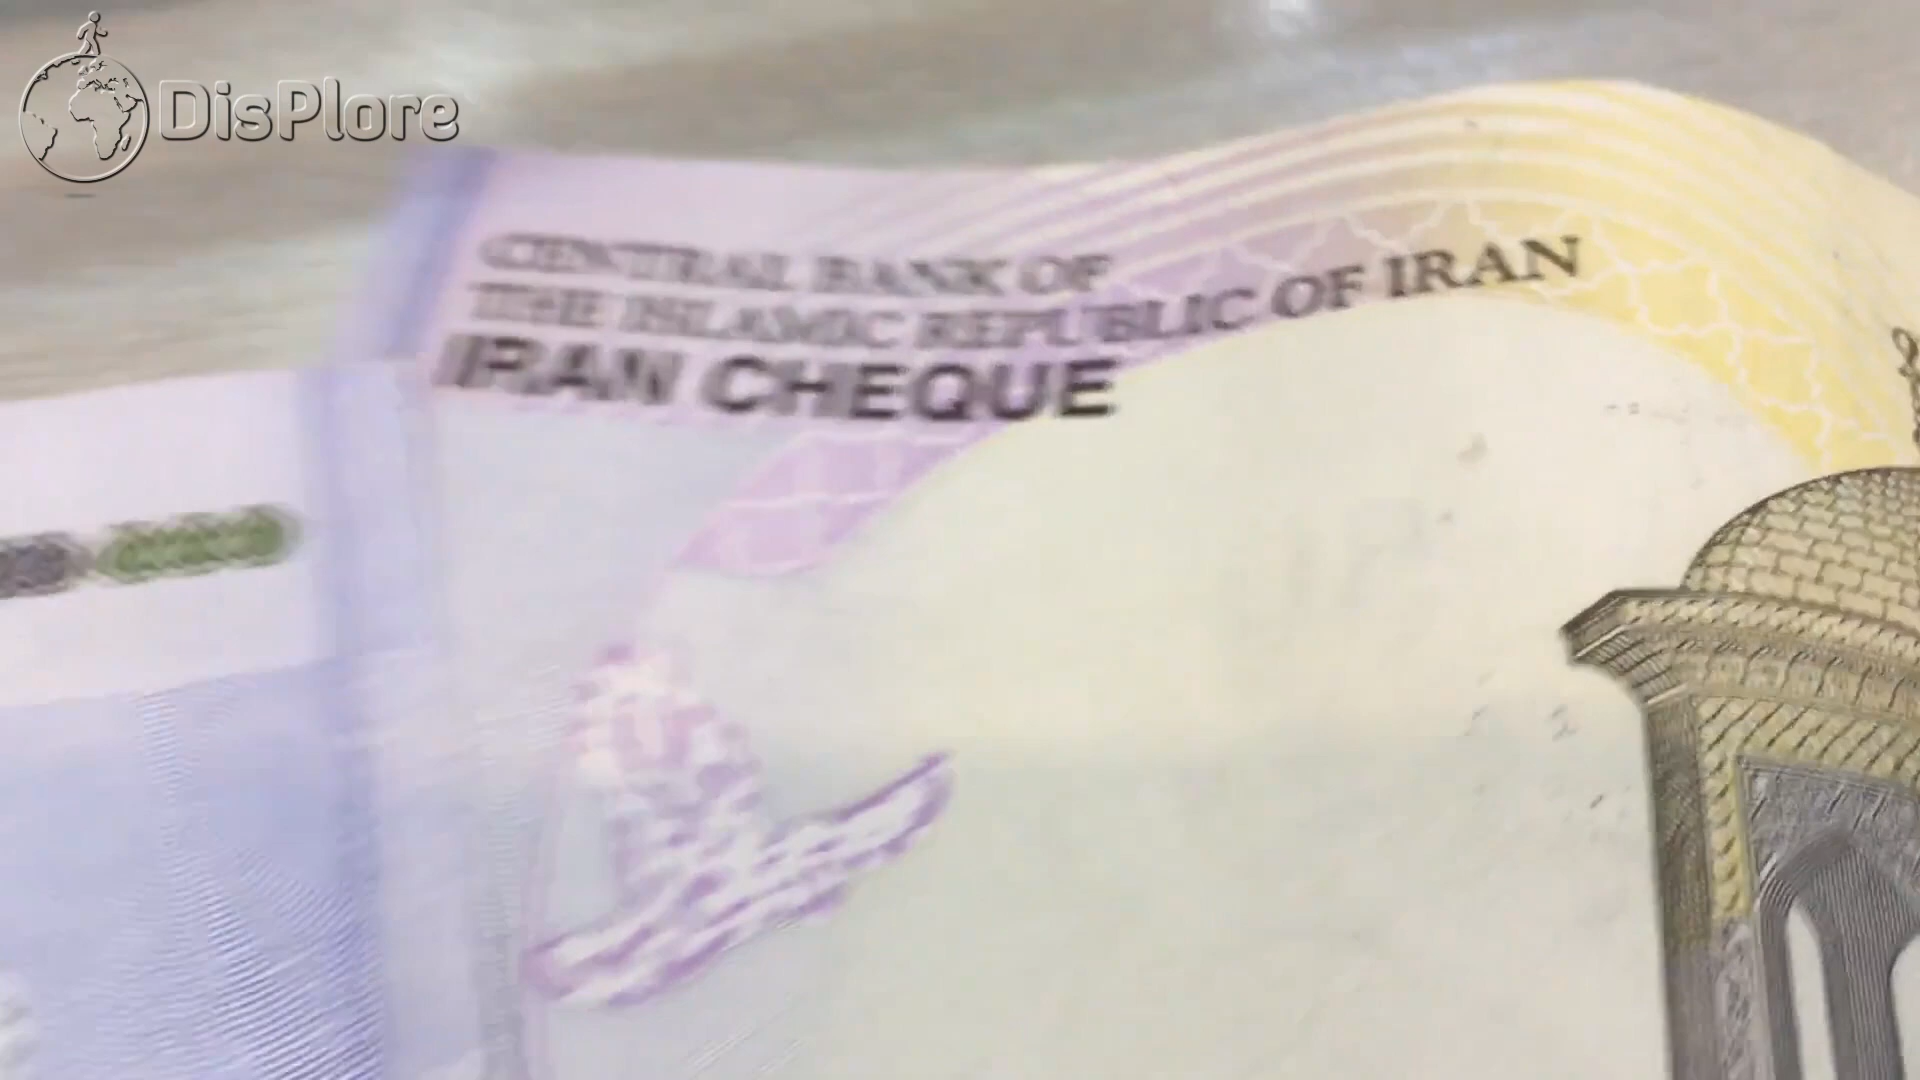 DisPlore
CENTRAL BANK OF
THE ISLAMIC REPUBLIC OF IRAN
IRAN CHEQUE